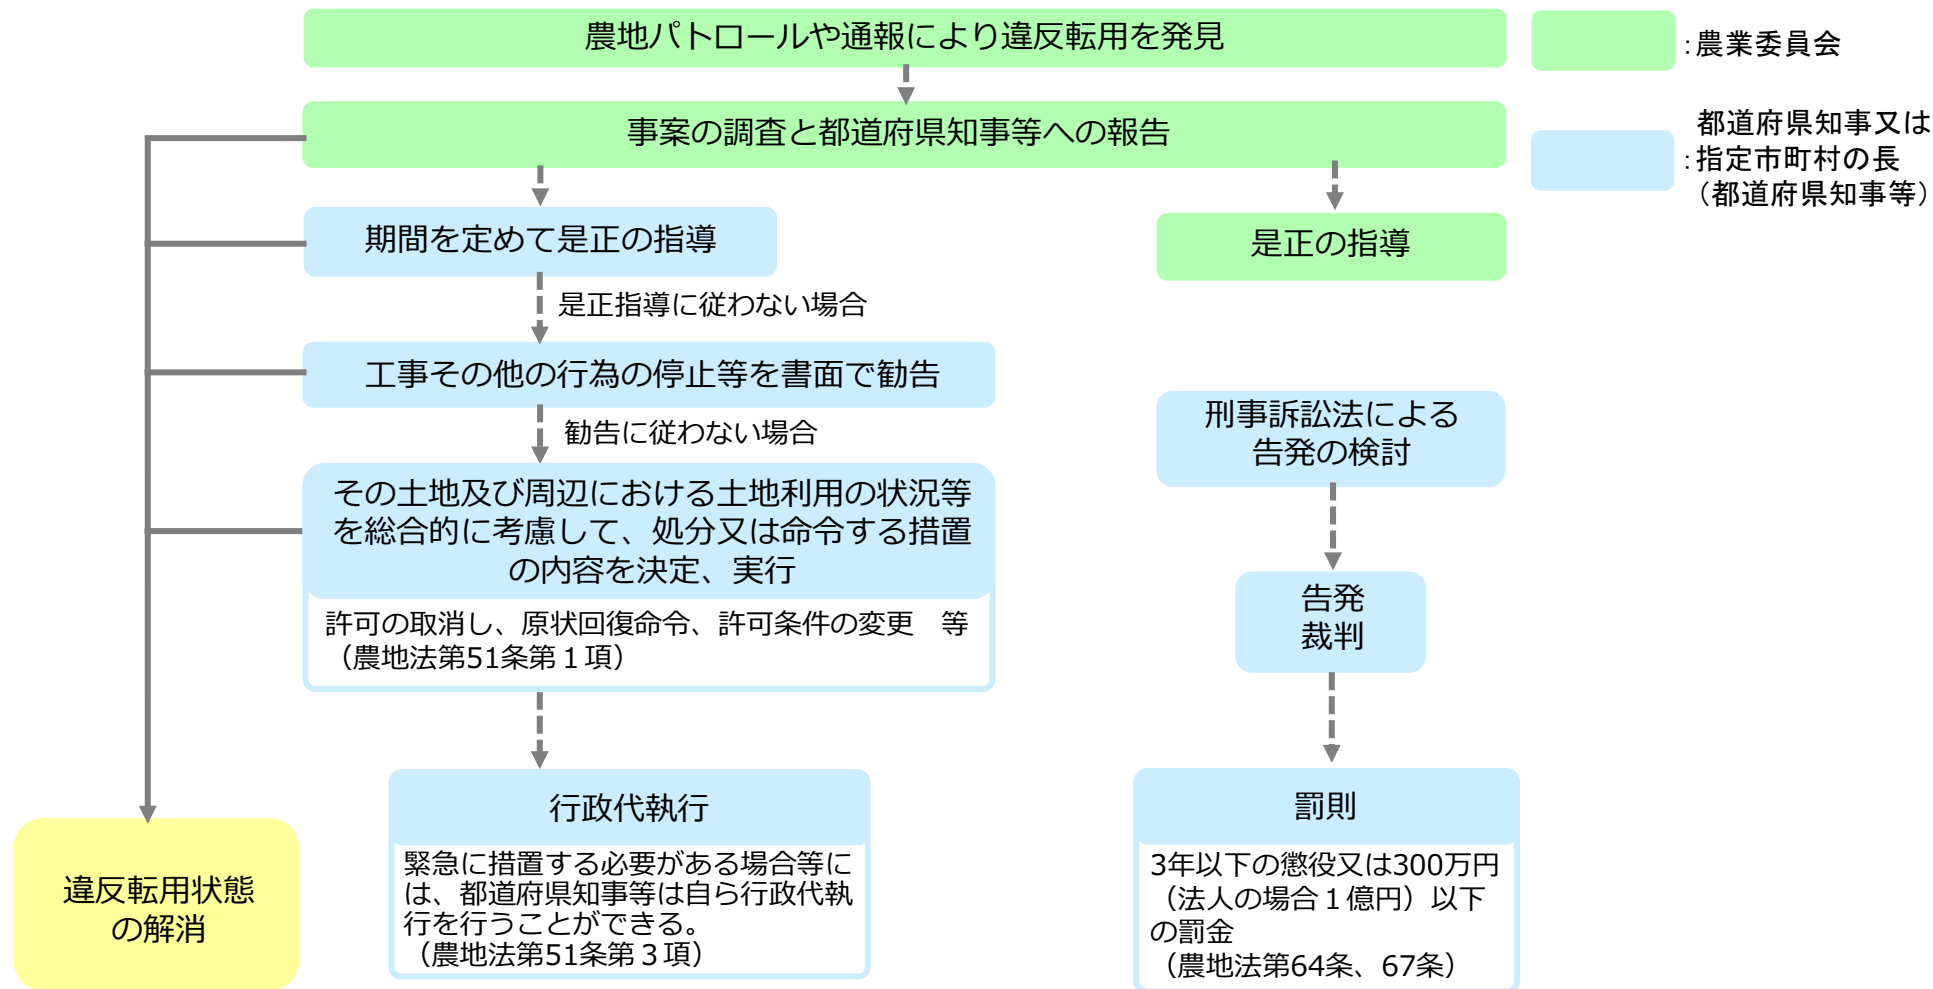 農地パトロールや通報により違反転用を発見
：農業委員会
事案の調査と都道府県知事等への報告
都道府県知事又は
：指定市町村の長
（都道府県知事等）
期間を定めて是正の指導
是正の指導
是正指導に従わない場合
工事その他の行為の停止等を書面で勧告
勧告に従わない場合
刑事訴訟法による
告発の検討
その土地及び周辺における土地利用の状況等
を総合的に考慮して、処分又は命令する措置
の内容を決定、実行
許可の取消し、原状回復命令、許可条件の変更　等
（農地法第51条第１項）
告発
裁判
行政代執行
緊急に措置する必要がある場合等に
は、都道府県知事等は自ら行政代執
行を行うことができる。
（農地法第51条第３項）
罰則
3年以下の懲役又は300万円
（法人の場合１億円）以下
の罰金
（農地法第64条、67条）
違反転用状態
の解消